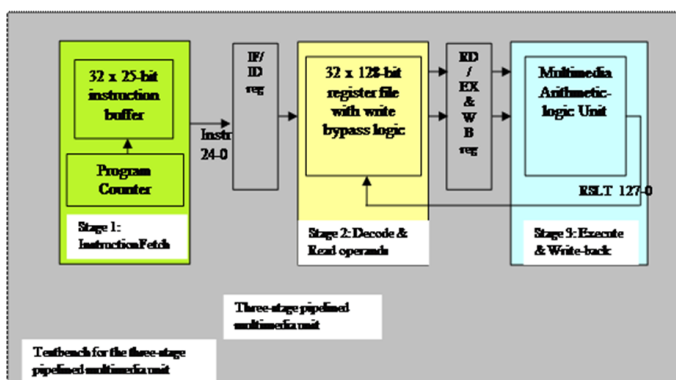 32 x 25-bit
instruction
buffer
Program
Counter
Stage 1:
Instruction Fetch
Instr
24-0
IF/
ID
reg
32 x 128-bit
register file
with write
bypass logic
Stage 2: Decode &
Read operands
RD
/
EX
& 
W
B
reg
Multimedia
Arithmetic-
logic Unit
RSLT 127-0
Stage 3: Execute
& Write-back
Three-stage pipelined
multimedia unit
Testbench for the three-stage
pipelined multimedia unit